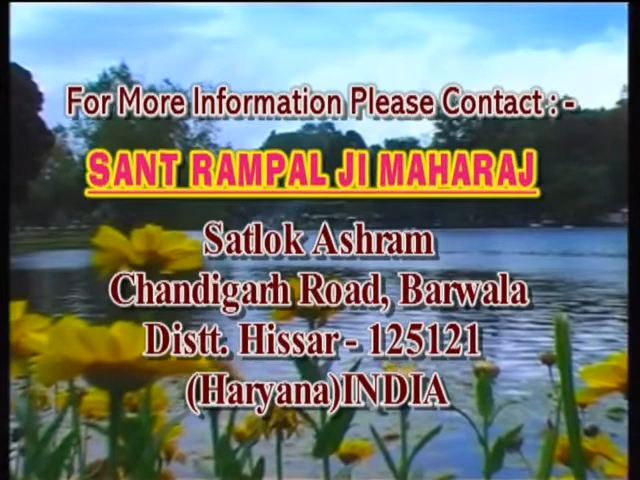 For More Information Please Contact : -
SANT RAMPAL JI MAHARAJ
Satlok Ashram
Chandigarh Road, Barwala
Distt. Hissar - 125121
(Haryana)INDIA